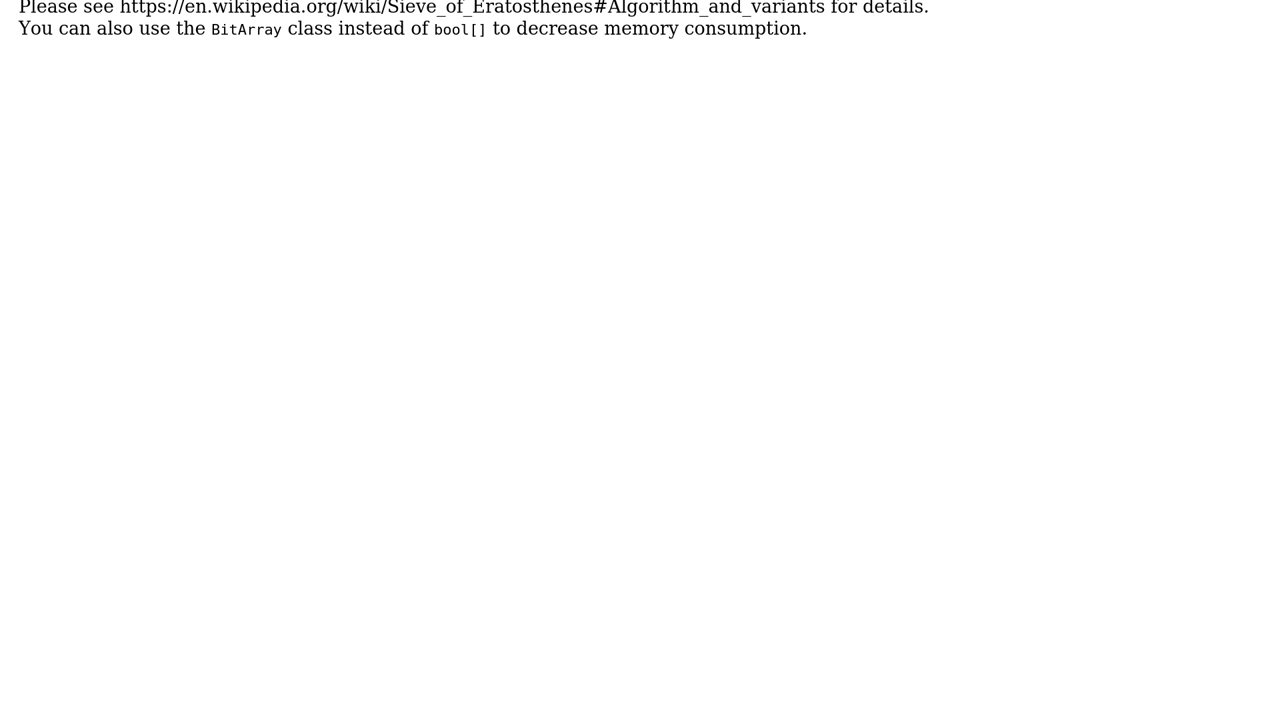 Please see https://en.wikipedia.org/wiki/Sieve_of_Eratosthenes#Algorithm_and_variants for details.
You can also use the BitArray class instead of bool[] to decrease memory consumption.